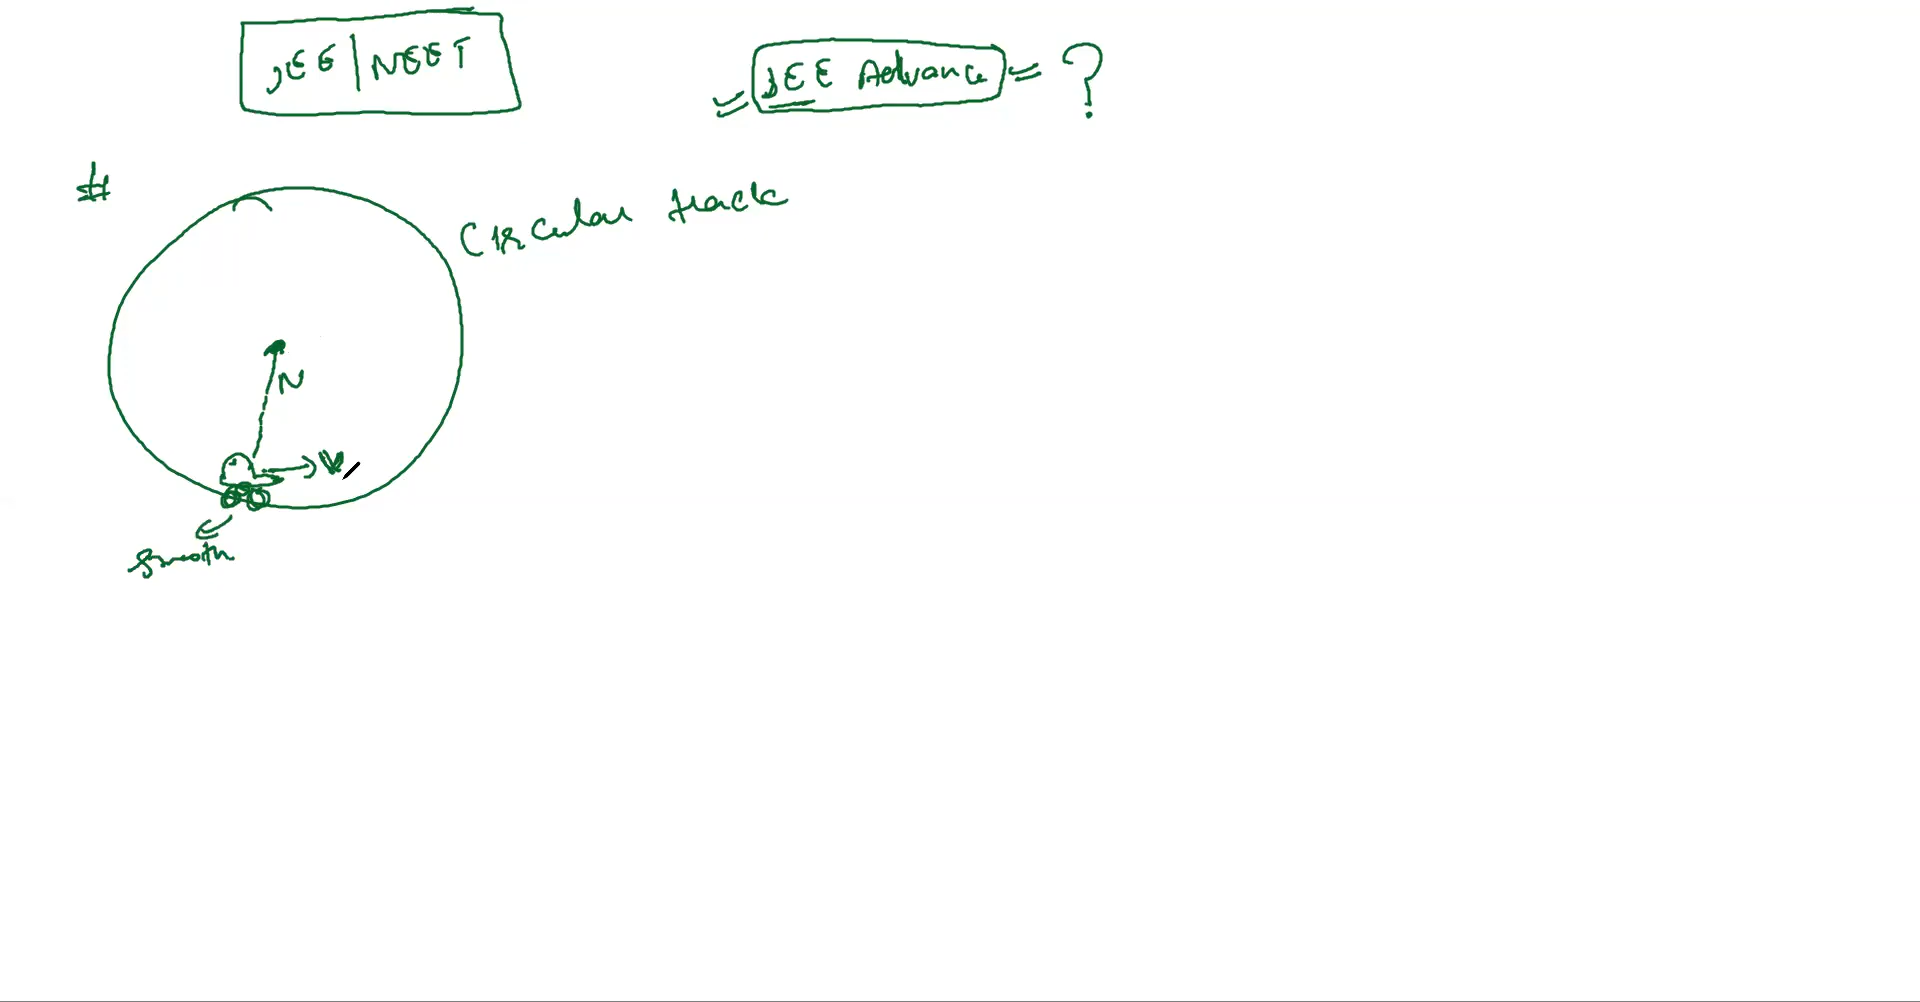 JEE | NEET
JEE Advance = ?
#
Circular track
N
V
smooth